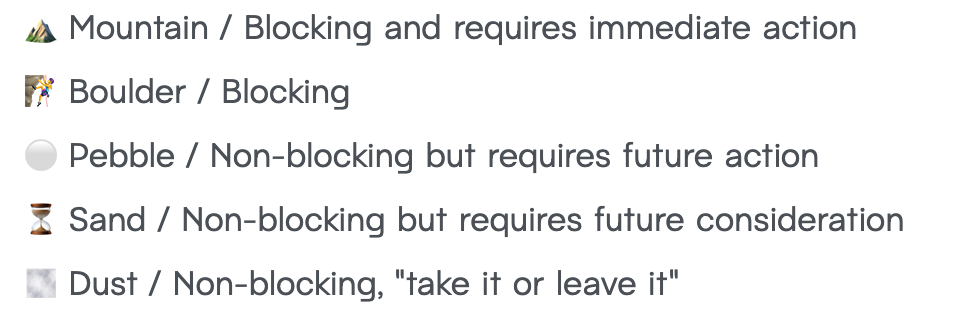 ⛰️ Mountain / Blocking and requires immediate action
🧗‍♀️ Boulder / Blocking
⚪️ Pebble / Non-blocking but requires future action
⏳ Sand / Non-blocking but requires future consideration
🌫️ Dust / Non-blocking, "take it or leave it"